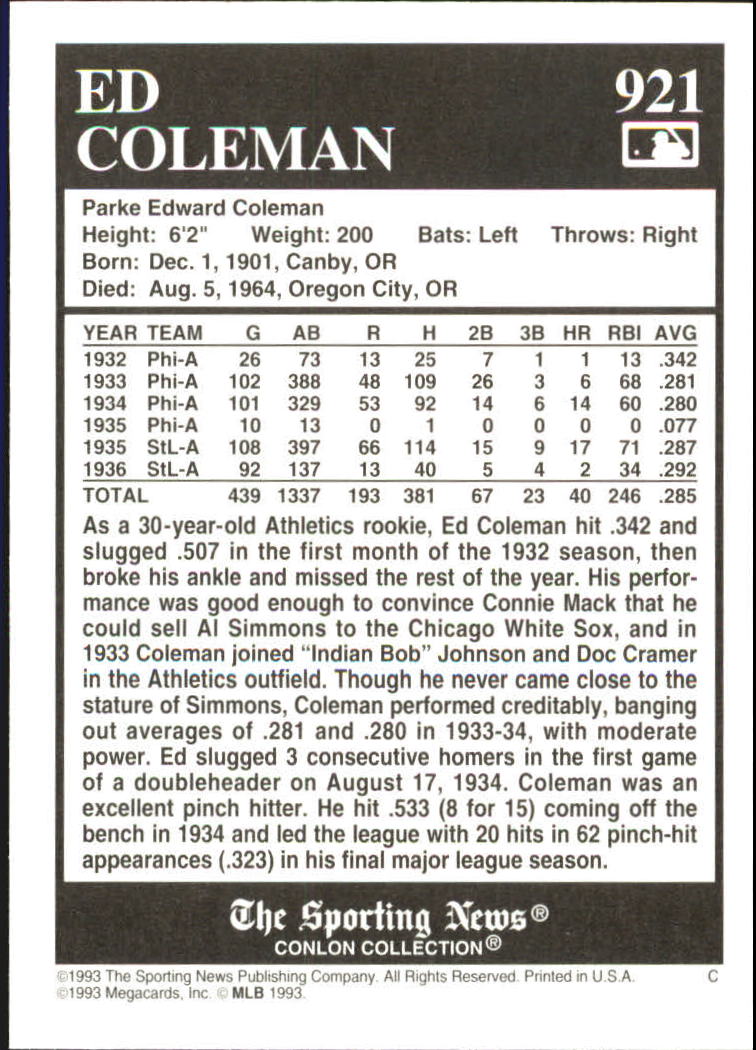 ED
COLEMAN
921
Parke Edward Coleman
Height: 6'2" Weight: 200 Bats: Left Throws: Right
Born: Dec. 1, 1901, Canby, OR
Died: Aug. 5, 1964, Oregon City, OR
YEAR TEAM G AB R H 2B 3B HR RBI AVG
1932 Phi-A 26 73 13 25 7 1 1 13 .342
1933 Phi-A 102 388 48 109 26 3 6 68 .281
1934 Phi-A 101 329 53 92 14 6 14 60 .280
1935 Phi-A 10 13 0 1 0 0 0 0 .077
1935 StL-A 108 397 66 114 15 9 17 71 .287
1936 StL-A 92 137 13 40 5 4 2 34 .292
TOTAL 439 1337 193 381 67 23 40 246 .285
As a 30-year-old Athletics rookie, Ed Coleman hit .342 and
slugged .507 in the first month of the 1932 season, then
broke his ankle and missed the rest of the year. His perfor-
mance was good enough to convince Connie Mack that he
could sell Al Simmons to the Chicago White Sox, and in
1933 Coleman joined “Indian Bob” Johnson and Doc Cramer
in the Athletics outfield. Though he never came close to the
stature of Simmons, Coleman performed creditably, banging
out averages of .281 and .280 in 1933-34, with moderate
power. Ed slugged 3 consecutive homers in the first game
of a doubleheader on August 17, 1934. Coleman was an
excellent pinch hitter. He hit .533 (8 for 15) coming off the
bench in 1934 and led the league with 20 hits in 62 pinch-hit
appearances (.323) in his final major league season.
The Sporting News®
CONLON COLLECTION®
©1993 The Sporting News Publishing Company. All Rights Reserved. Printed in U.S.A. C
©1993 Megacards, Inc. © MLB 1993.